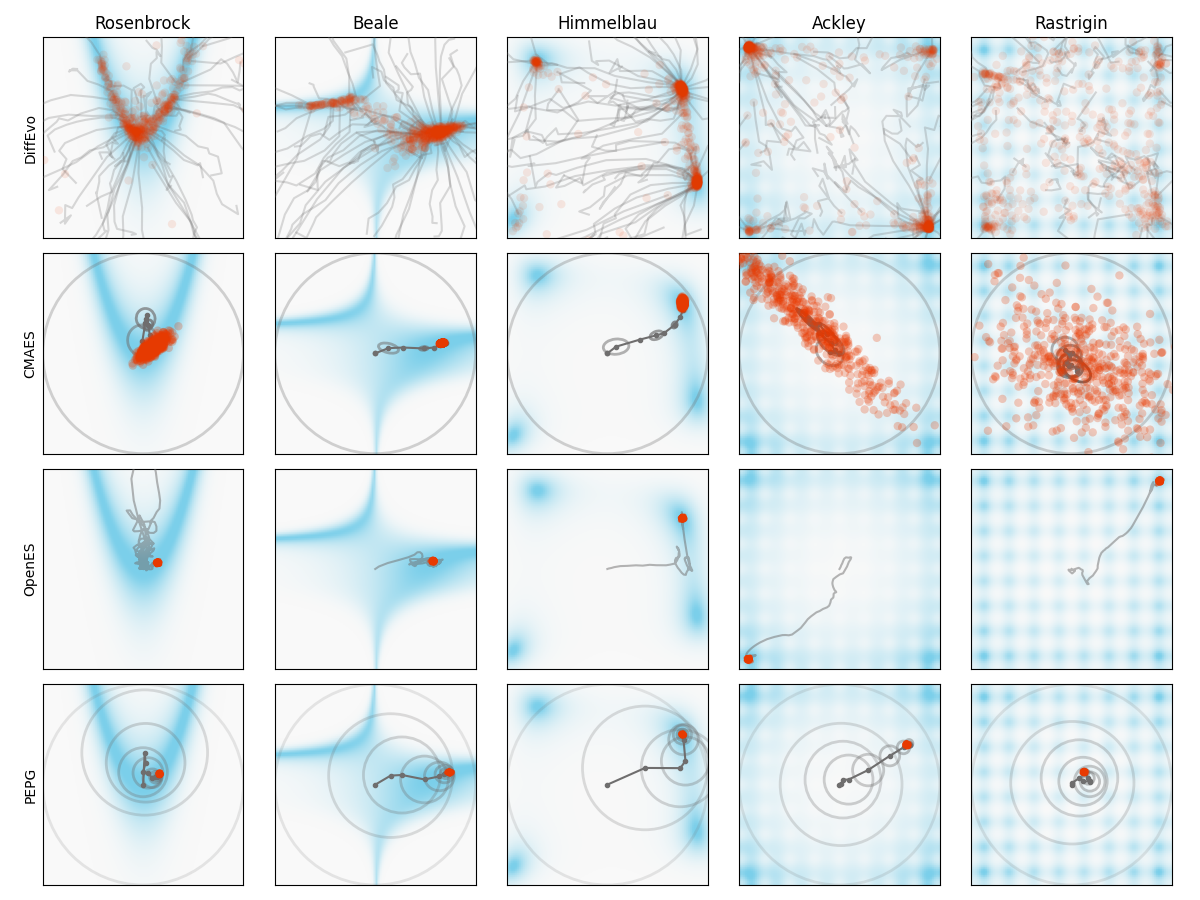 Rosenbrock Beale Himmelblau Ackley Rastrigin
DiffEvo
CMAES
OpenES
PEPG